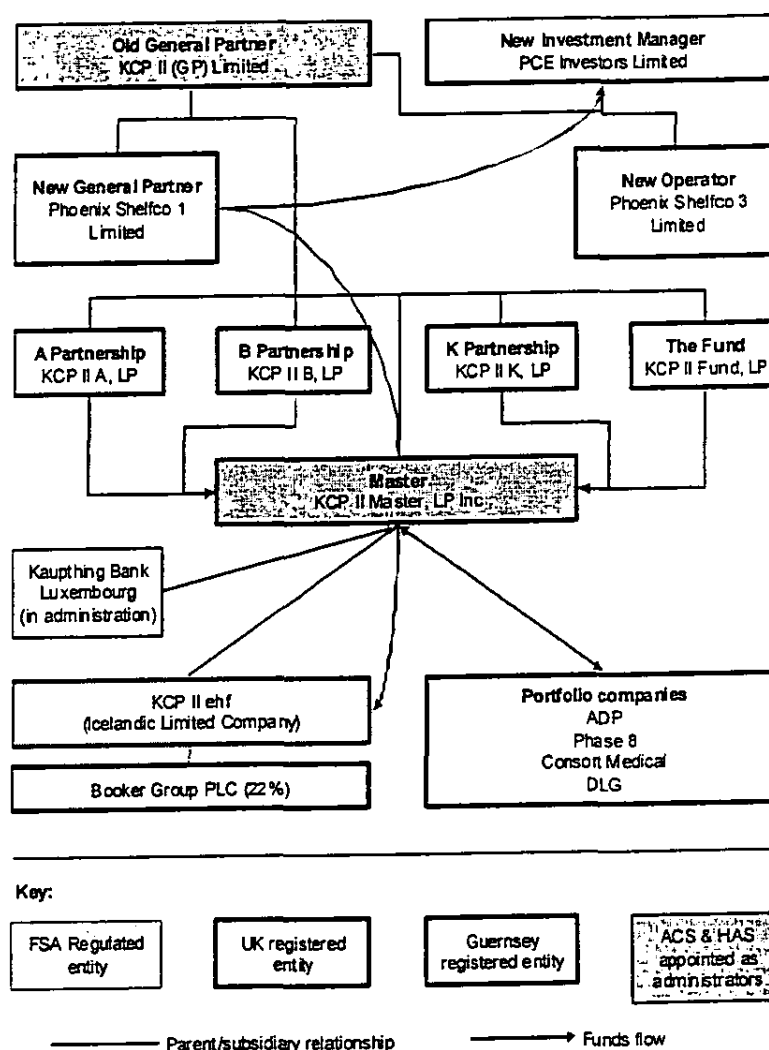 Old General Partner
KCP II (GP) Limited
New Investment Manager
PCE Investors Limited
New General Partner
Phoenix Shelfco 1
Limited
New Operator
Phoenix Shelfco 3
Limited
A Partnership
KCP II A, LP
B Partnership
KCP II B, LP
K Partnership
KCP II K, LP
The Fund
KCP II Fund, LP
Master
KCP II Master, LP Inc
Kaupthing Bank
Luxembourg
(in administration)
KCP II ehf
(Icelandic Limited Company)
Booker Group PLC (22%)
Portfolio companies
ADP
Phase 8
Consort Medical
DLG
Key:
FSA Regulated
entity
UK registered
entity
Guernsey
registered entity
ACS & HAS
appointed as
administrators
Parent/subsidiary relationship
Funds flow